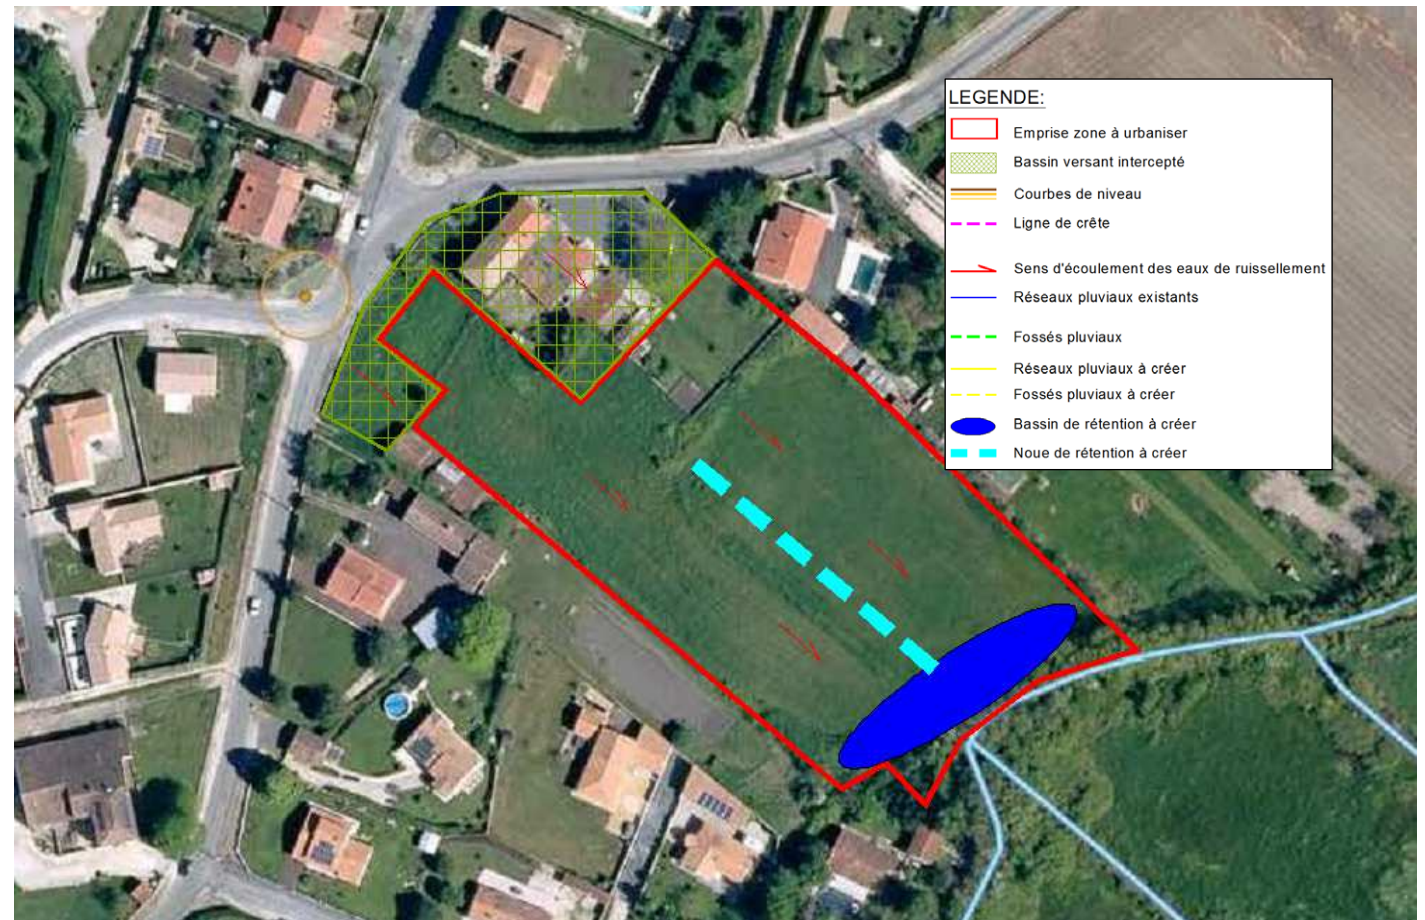 LEGENDE:
Emprise zone à urbaniser
Bassin versant intercepté
Courbes de niveau
Ligne de crête
Sens d'écoulement des eaux de ruissellement
Réseaux pluviaux existants
Fossés pluviaux
Réseaux pluviaux à créer
Fossés pluviaux à créer
Bassin de rétention à créer
Noue de rétention à créer